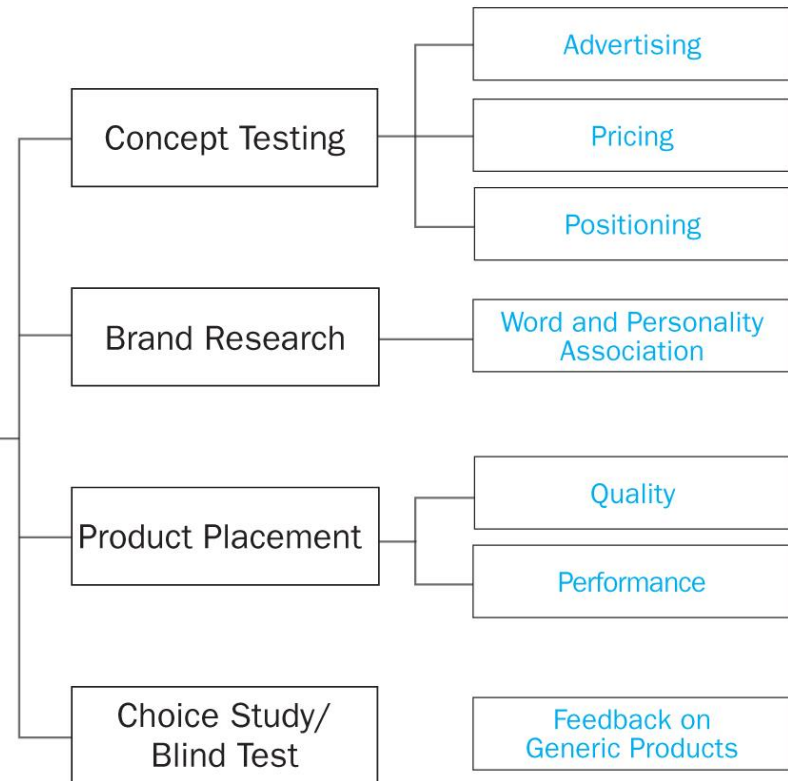 Concept Testing
Advertising
Pricing
Positioning
Brand Research
Word and Personality
Association
Product Placement
Quality
Performance
Choice Study/
Blind Test
Feedback on
Generic Products